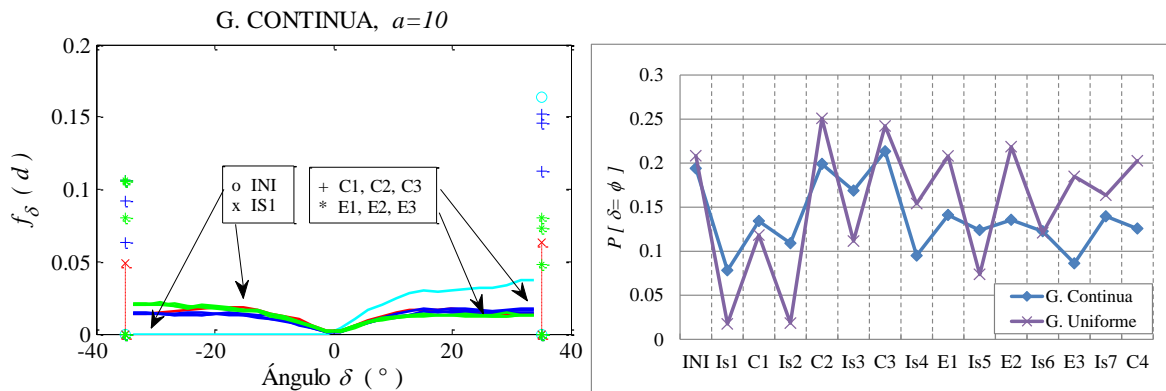 G. CONTINUA, a=10
0.2
0.15
0.1
0.05
0
f δ ( d )
o INI
x IS1
+ C1, C2, C3
* E1, E2, E3
-40 -20 0 20 40
Ángulo δ ( ° )
0.3
0.25
0.2
0.15
0.1
0.05
0
P [ δ= ϕ ]
G. Continua
G. Uniforme
INI Is1 C1 Is2 C2 Is3 C3 Is4 E1 Is5 E2 Is6 E3 Is7 C4